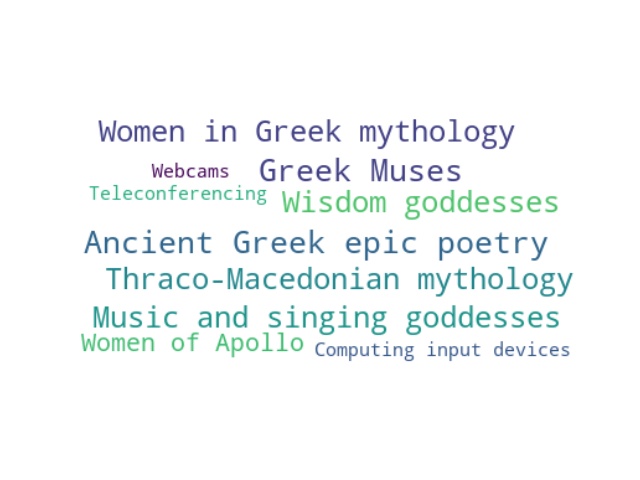 Women in Greek mythology
Webcams Greek Muses
Teleconferencing Wisdom goddesses
Ancient Greek epic poetry
Thraco-Macedonian mythology
Music and singing goddesses
Women of Apollo Computing input devices